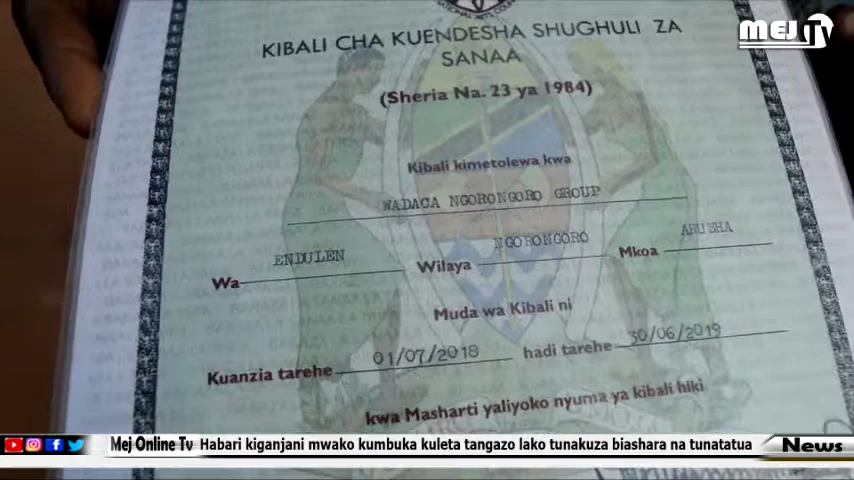 NATIONAL ARTS COUNCIL
MEJ TV
KIBALI CHA KUENDESHA SHUGHULI ZA
SANAA
(Sheria Na. 23 ya 1984)
Kibali kimetolewa kwa
WADACA NGORONGORO GROUP
Wa ENDULEN Wilaya NGORONGORO Mkoa ARUSHA
Muda wa Kibali ni
Kuanzia tarehe 01/07/2018 hadi tarehe 30/06/2019
kwa Masharti yaliyoko nyuma ya kibali hiki
Mej Online Tv Habari kiganjani mwako kumbuka kuleta tangazo lako tunakuza biashara na tunatatua News